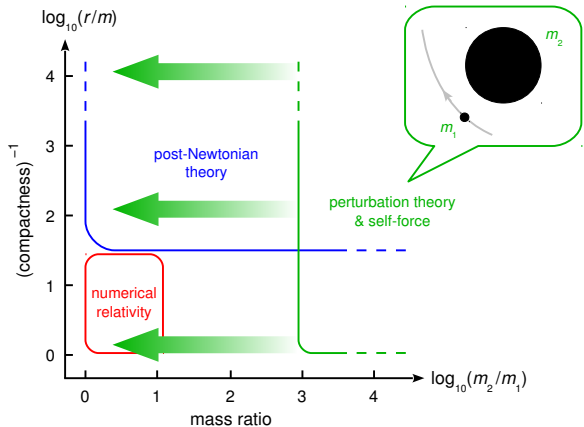 log₁₀(r/m)
m₂
m₁
4
3
2
1
0
(compactness)⁻¹
post-Newtonian
theory
perturbation theory
& self-force
numerical
relativity
0
1
2
3
4
log₁₀(m₂/m₁)
mass ratio